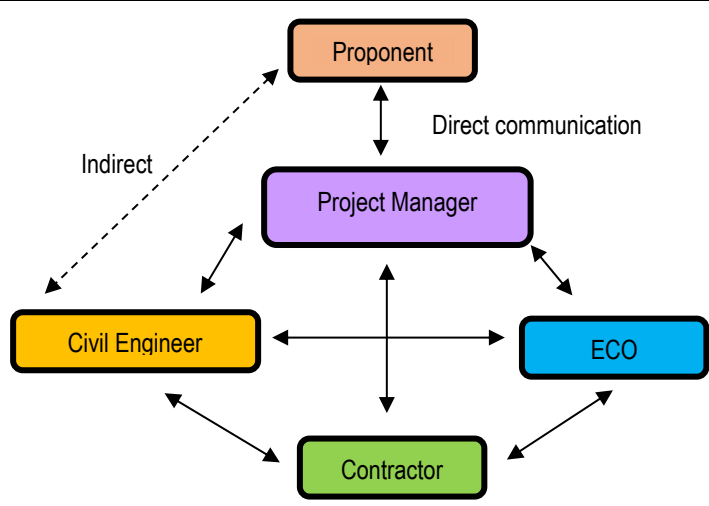 Proponent
Direct communication
Indirect
Project Manager
Civil Engineer
ECO
Contractor